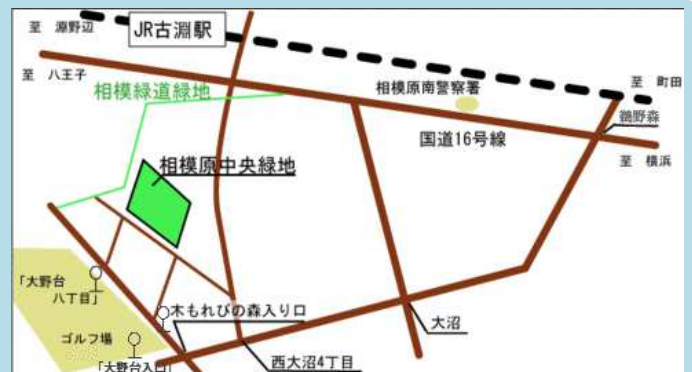 至 源野辺
JR古淵駅
至 八王子
相模緑道緑地
相模原南警察署
至 町田
鵜野森
国道16号線
至 横浜
相模原中央緑地
「大野台
八丁目」
木もれびの森入り口
ゴルフ場
大沼
「大野台入口」
西大沼4丁目